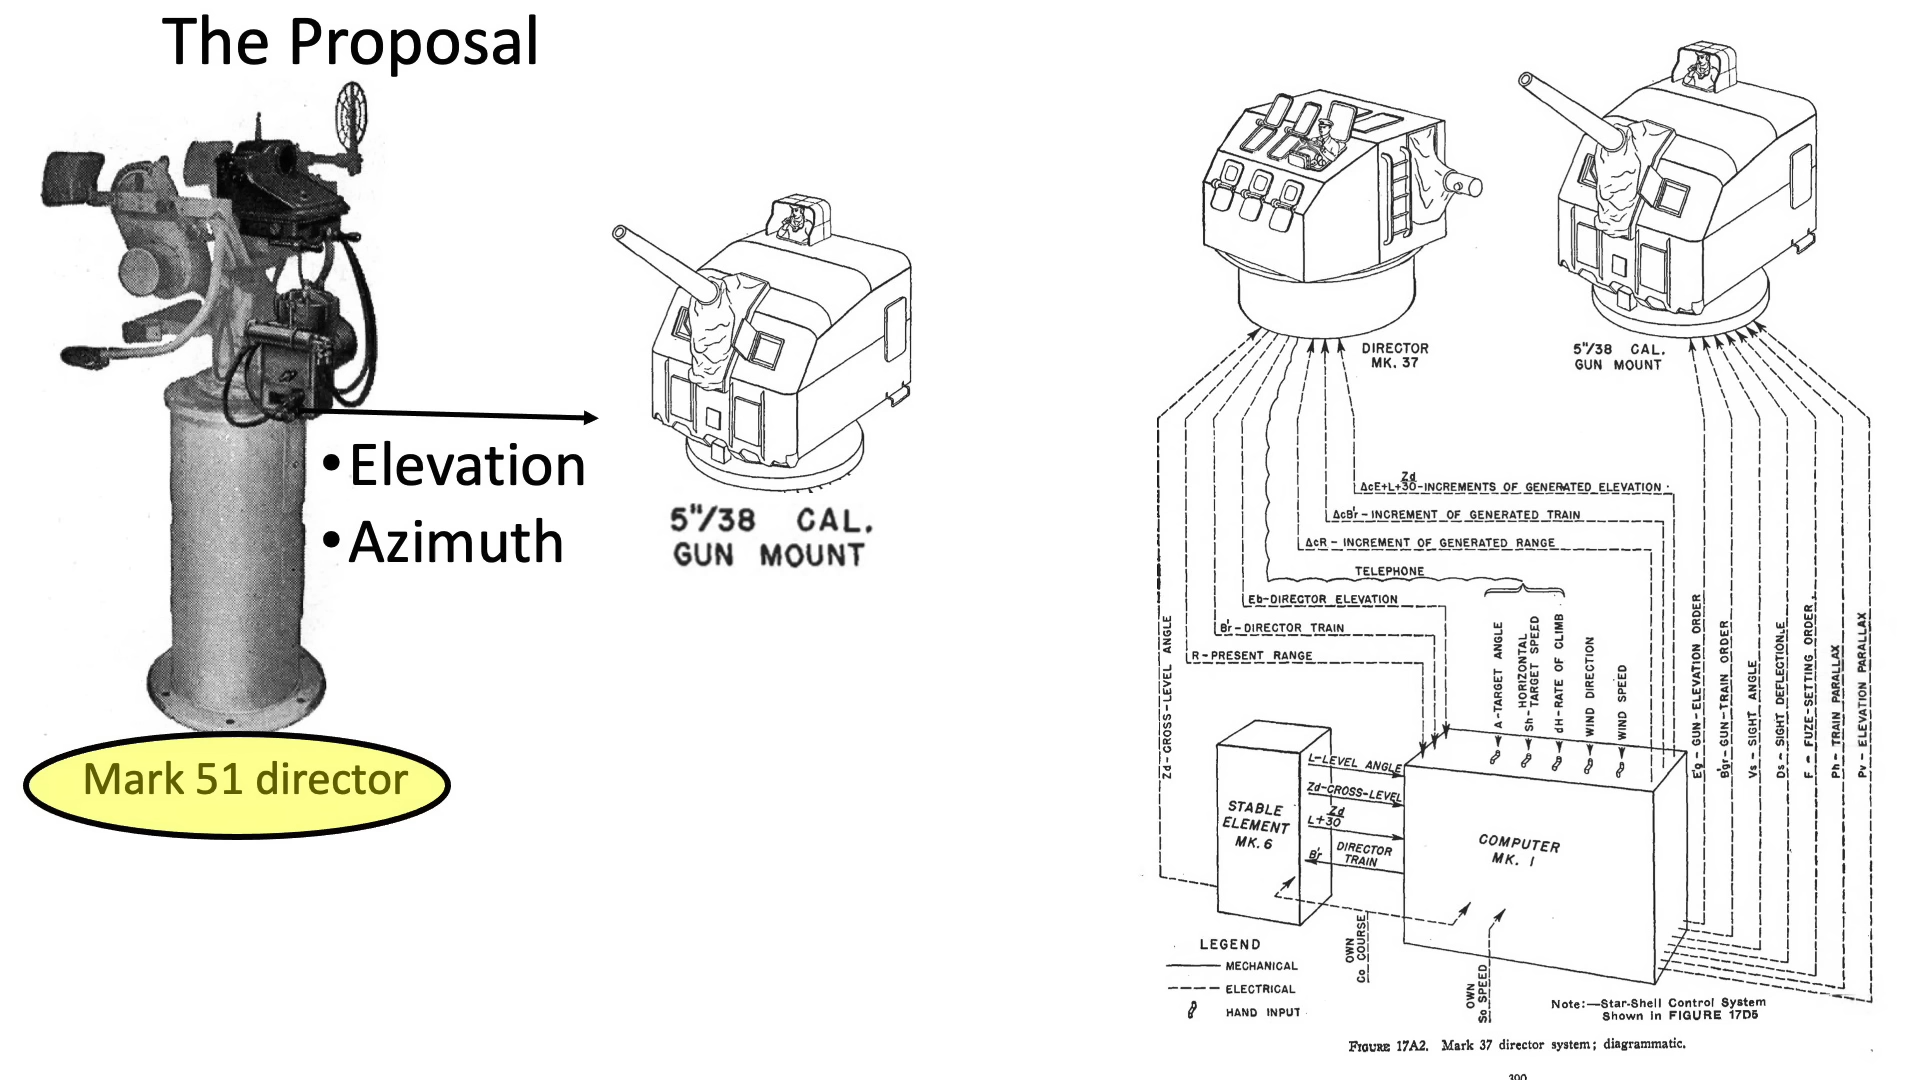 The Proposal
• Elevation
• Azimuth
5"/38 CAL.
GUN MOUNT
Mark 51 director
DIRECTOR
MK. 37
5"/38 CAL.
GUN MOUNT
ΔcE+L+Zd/30-INCREMENTS OF GENERATED ELEVATION
ΔcB'r-INCREMENT OF GENERATED TRAIN
ΔcR - INCREMENT OF GENERATED RANGE
TELEPHONE
Eb-DIRECTOR ELEVATION
B'r-DIRECTOR TRAIN
R-PRESENT RANGE
Zd-CROSS-LEVEL ANGLE
A-TARGET ANGLE
Sh-HORIZONTAL
TARGET SPEED
dH-RATE OF CLIMB
WIND DIRECTION
WIND SPEED
Eg-GUN-ELEVATION ORDER
B'gr-GUN-TRAIN ORDER
Vs-SIGHT ANGLE
Ds-SIGHT DEFLECTION
F-FUZE-SETTING ORDER
Ph-TRAIN PARALLAX
Pv-ELEVATION PARALLAX
STABLE
ELEMENT
MK. 6
L-LEVEL ANGLE
Zd-CROSS-LEVEL
L+Zd/30
B'r DIRECTOR
TRAIN
COMPUTER
MK. I
OWN
Co COURSE
OWN
So SPEED
LEGEND
MECHANICAL
ELECTRICAL
HAND INPUT
Note:—Star-Shell Control System
Shown in FIGURE 17D5
FIGURE 17A2. Mark 37 director system; diagrammatic.
390